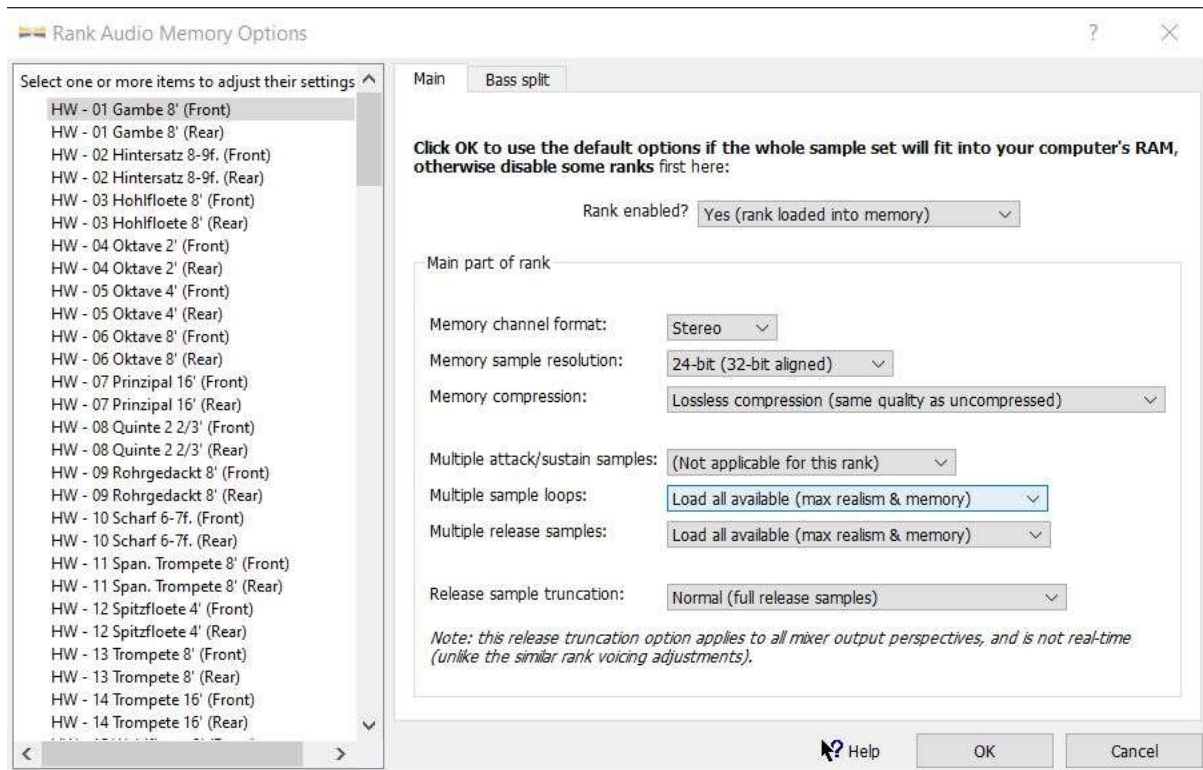 Rank Audio Memory Options
Select one or more items to adjust their settings
HW - 01 Gambe 8' (Front)
HW - 01 Gambe 8' (Rear)
HW - 02 Hintersatz 8-9f. (Front)
HW - 02 Hintersatz 8-9f. (Rear)
HW - 03 Hohlfloete 8' (Front)
HW - 03 Hohlfloete 8' (Rear)
HW - 04 Oktave 2' (Front)
HW - 04 Oktave 2' (Rear)
HW - 05 Oktave 4' (Front)
HW - 05 Oktave 4' (Rear)
HW - 06 Oktave 8' (Front)
HW - 06 Oktave 8' (Rear)
HW - 07 Prinzipal 16' (Front)
HW - 07 Prinzipal 16' (Rear)
HW - 08 Quinte 2 2/3' (Front)
HW - 08 Quinte 2 2/3' (Rear)
HW - 09 Rohrgedackt 8' (Front)
HW - 09 Rohrgedackt 8' (Rear)
HW - 10 Scharf 6-7f. (Front)
HW - 10 Scharf 6-7f. (Rear)
HW - 11 Span. Trompete 8' (Front)
HW - 11 Span. Trompete 8' (Rear)
HW - 12 Spitzfloete 4' (Front)
HW - 12 Spitzfloete 4' (Rear)
HW - 13 Trompete 8' (Front)
HW - 13 Trompete 8' (Rear)
HW - 14 Trompete 16' (Front)
HW - 14 Trompete 16' (Rear)
Main Bass split
Click OK to use the default options if the whole sample set will fit into your computer's RAM,
otherwise disable some ranks first here:
Rank enabled? Yes (rank loaded into memory)
Main part of rank
Memory channel format: Stereo
Memory sample resolution: 24-bit (32-bit aligned)
Memory compression: Lossless compression (same quality as uncompressed)
Multiple attack/sustain samples: (Not applicable for this rank)
Multiple sample loops: Load all available (max realism & memory)
Multiple release samples: Load all available (max realism & memory)
Release sample truncation: Normal (full release samples)
Note: this release truncation option applies to all mixer output perspectives, and is not real-time
(unlike the similar rank voicing adjustments).
Help OK Cancel